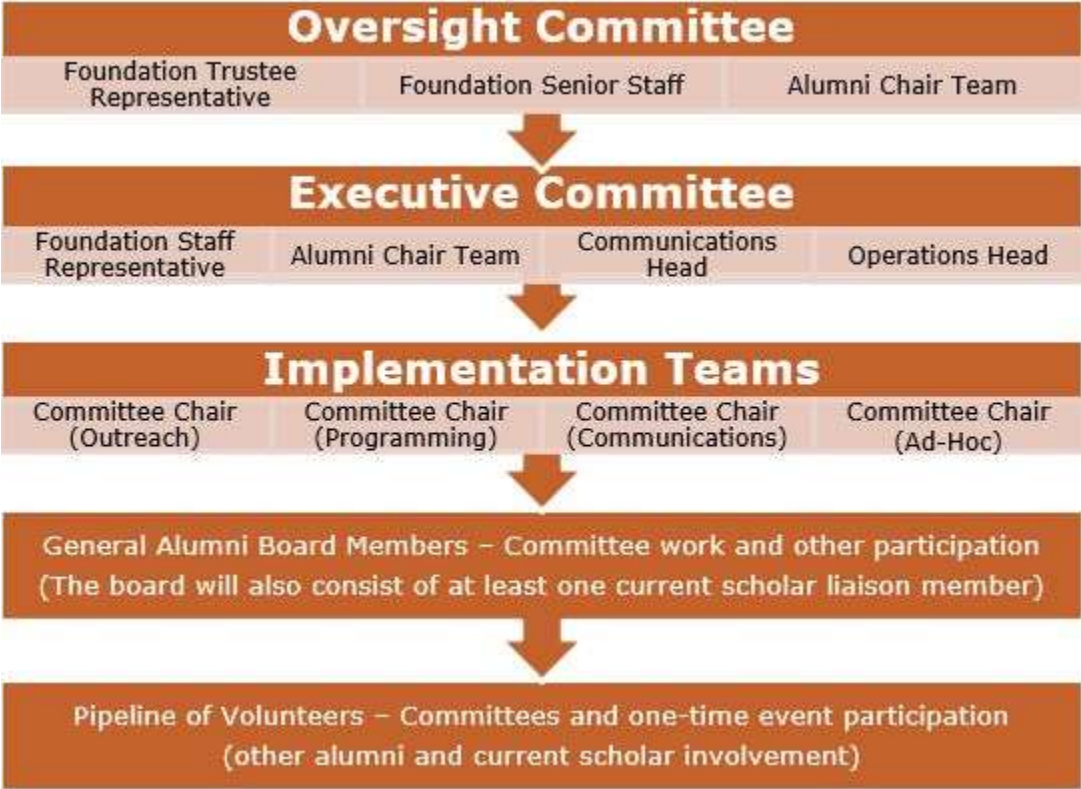 Oversight Committee
Foundation Trustee
Representative
Foundation Senior Staff
Alumni Chair Team
Executive Committee
Foundation Staff
Representative
Alumni Chair Team
Communications
Head
Operations Head
Implementation Teams
Committee Chair
(Outreach)
Committee Chair
(Programming)
Committee Chair
(Communications)
Committee Chair
(Ad-Hoc)
General Alumni Board Members – Committee work and other participation
(The board will also consist of at least one current scholar liaison member)
Pipeline of Volunteers – Committees and one-time event participation
(other alumni and current scholar involvement)